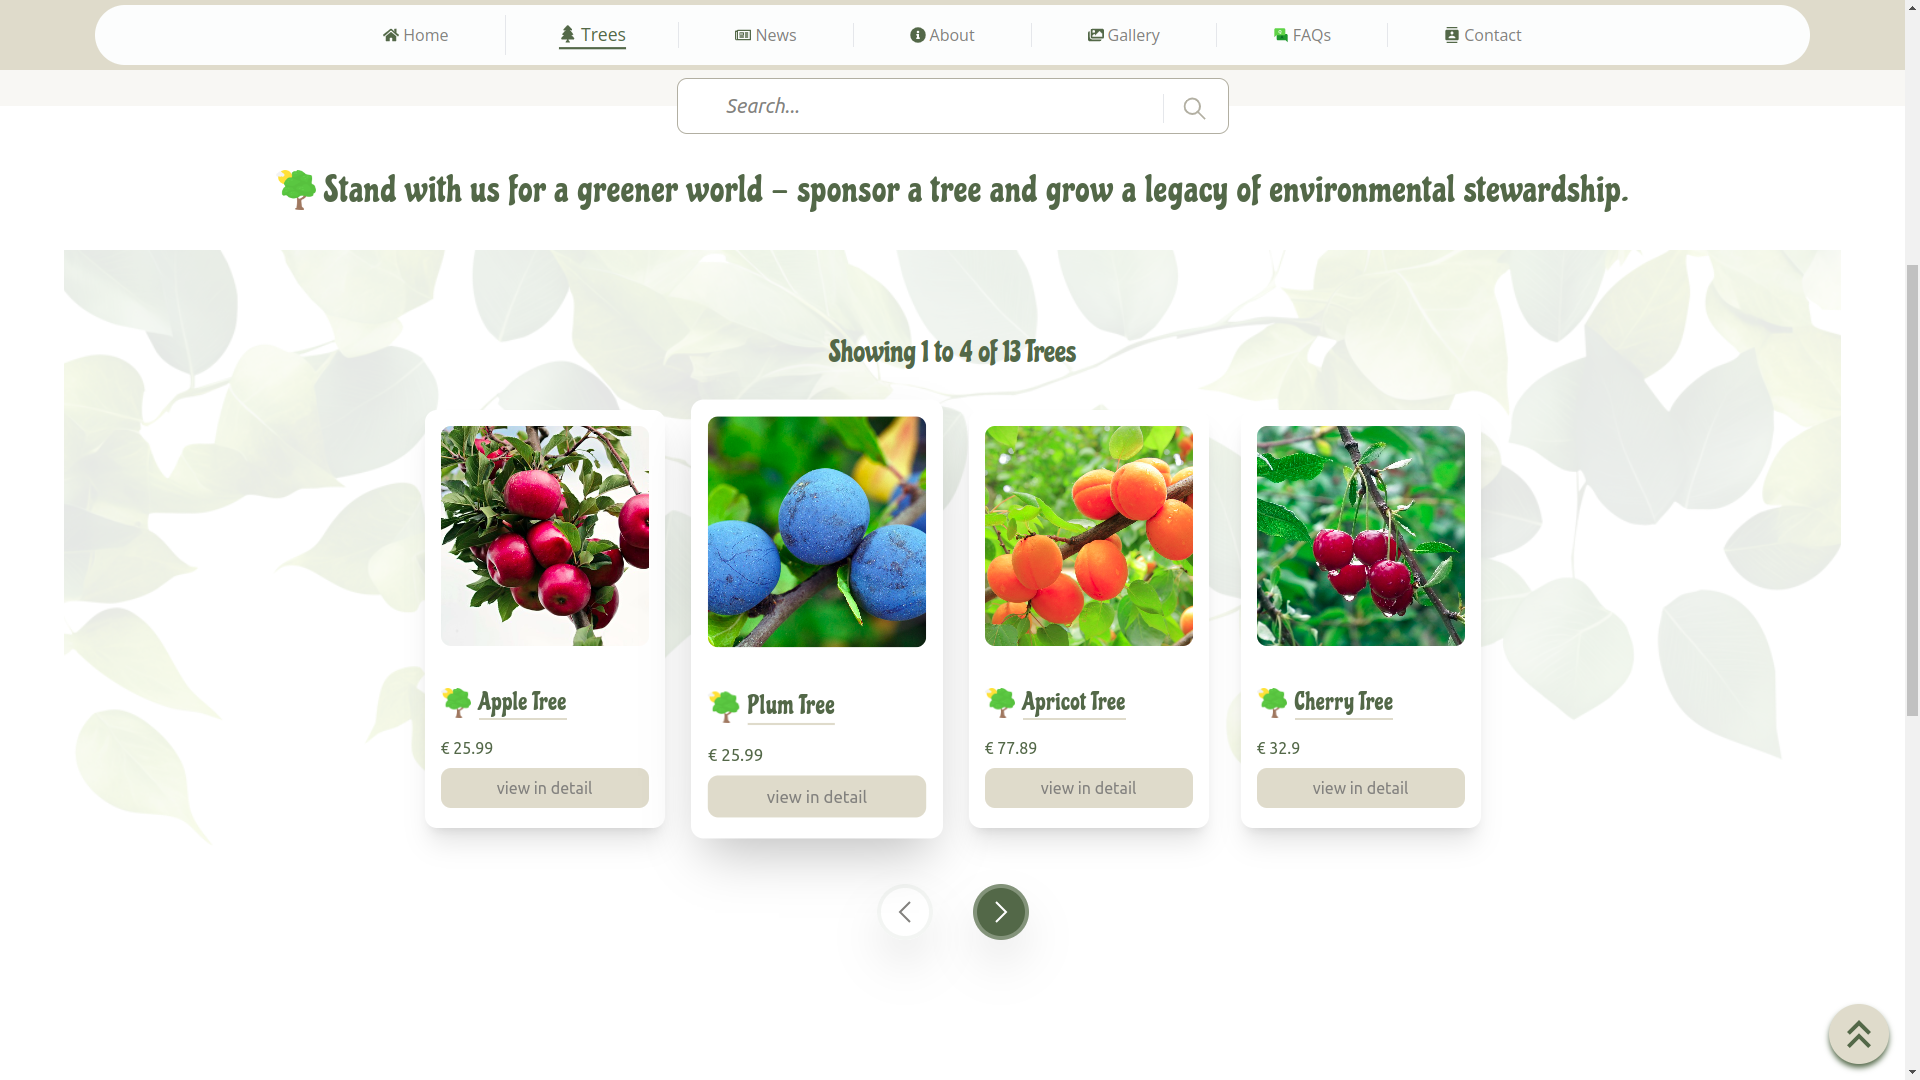 Home
Trees
News
About
Gallery
FAQs
Contact
Search...
Stand with us for a greener world – sponsor a tree and grow a legacy of environmental stewardship.
Showing 1 to 4 of 13 Trees
Apple Tree
€ 25.99
view in detail
Plum Tree
€ 25.99
view in detail
Apricot Tree
€ 77.89
view in detail
Cherry Tree
€ 32.9
view in detail